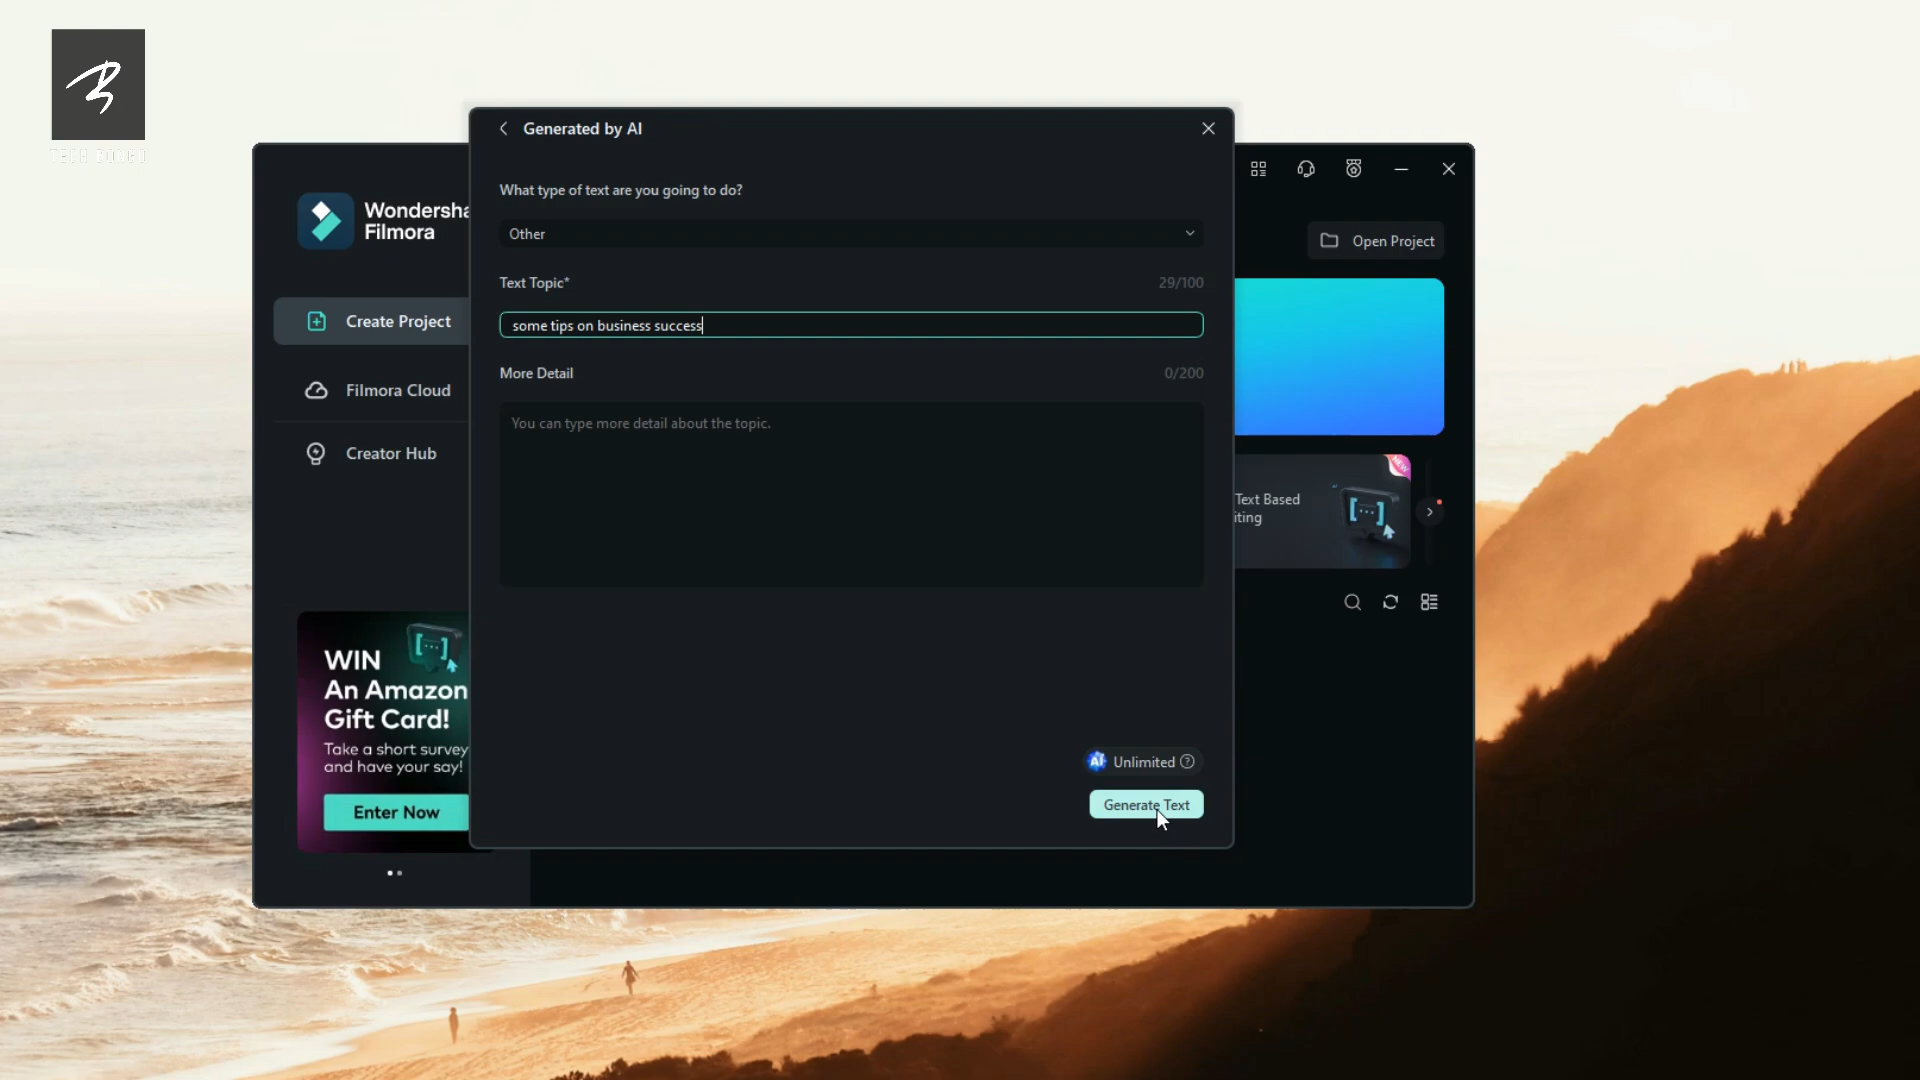 Generated by AI
What type of text are you going to do?
Other
Text Topic*
29/100
some tips on business success
More Detail
0/200
You can type more detail about the topic.
AI Unlimited
Generate Text
Wondersha
Filmora
Create Project
Filmora Cloud
Creator Hub
WIN
An Amazon
Gift Card!
Take a short survey
and have your say!
Enter Now
Open Project
Text Based
iting
NEW